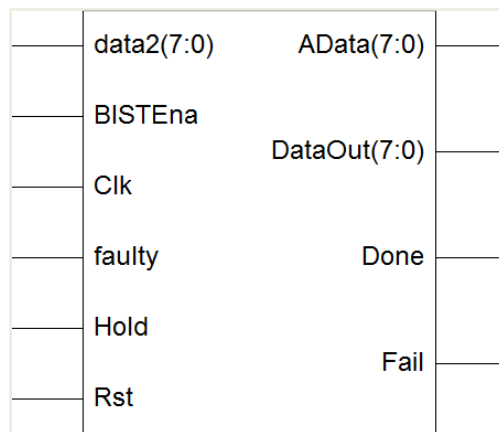 data2(7:0)
BISTEna
Clk
faulty
Hold
Rst
AData(7:0)
DataOut(7:0)
Done
Fail